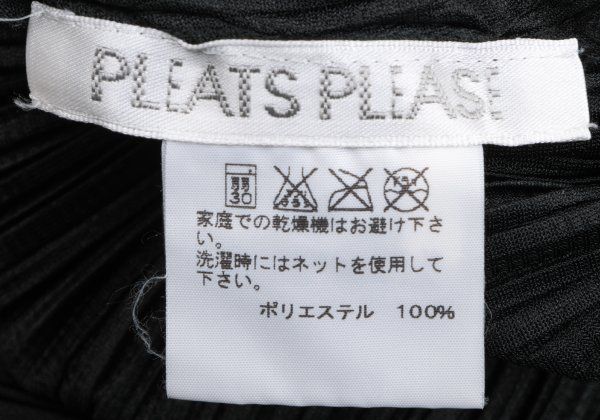 PLEATS PLEASE
弱 30
家庭での乾燥機はお避け下さ
い。
洗濯時にはネットを使用して
下さい。
ポリエステル 100%